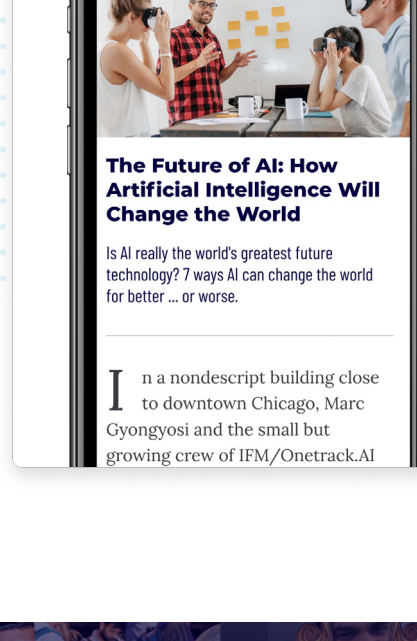 The Future of AI: How
Artificial Intelligence Will
Change the World
Is AI really the world's greatest future
technology? 7 ways AI can change the world
for better ... or worse.
In a nondescript building close
to downtown Chicago, Marc
Gyongyosi and the small but
growing crew of IFM/Onetrack.AI